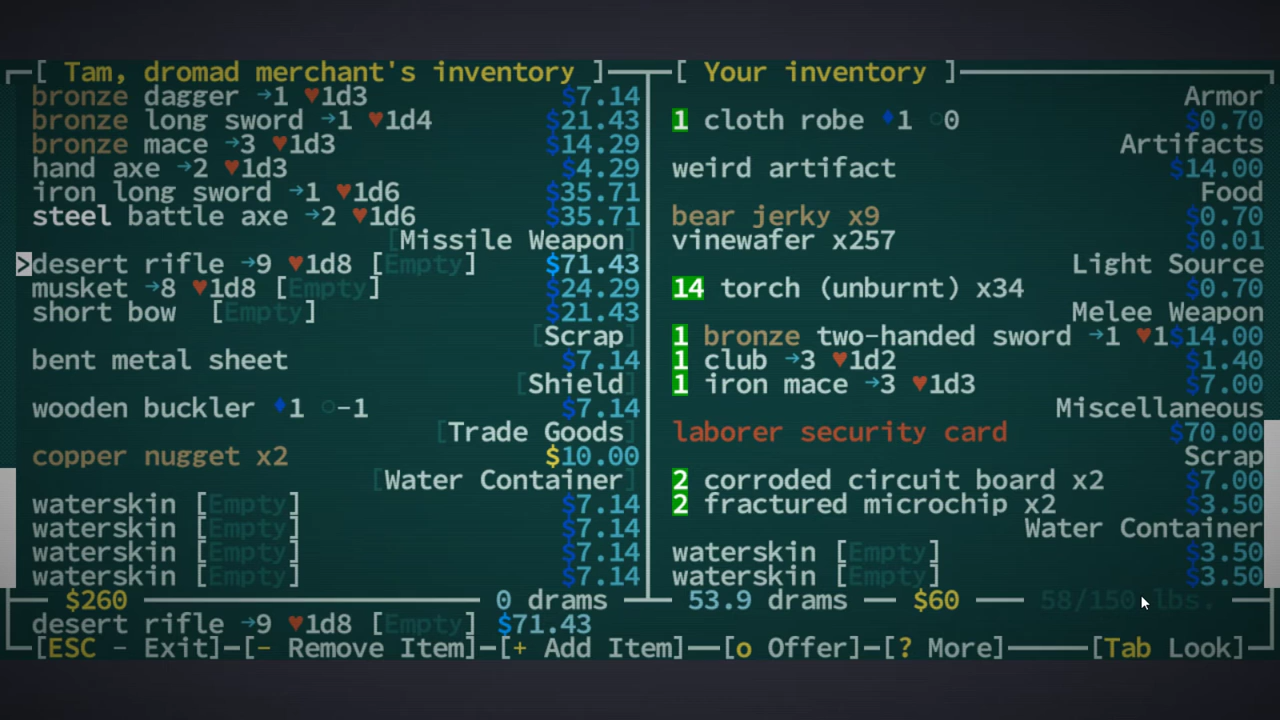 [ Tam, dromad merchant's inventory ]
bronze dagger →1 ♥1d3 $7.14
bronze long sword →1 ♥1d4 $21.43
bronze mace →3 ♥1d3 $14.29
hand axe →2 ♥1d3 $4.29
iron long sword →1 ♥1d6 $35.71
steel battle axe →2 ♥1d6 $35.71
[Missile Weapon]
>desert rifle →9 ♥1d8 [Empty] $71.43
musket →8 ♥1d8 [Empty] $24.29
short bow [Empty] $21.43
[Scrap]
bent metal sheet $7.14
[Shield]
wooden buckler ♦1 ○-1 $7.14
[Trade Goods]
copper nugget x2 $10.00
[Water Container]
waterskin [Empty] $7.14
waterskin [Empty] $7.14
waterskin [Empty] $7.14
waterskin [Empty] $7.14
$260 0 drams
[ Your inventory ]
Armor
1 cloth robe ♦1 ○0 $0.70
Artifacts
weird artifact $14.00
Food
bear jerky x9 $0.70
vinewafer x257 $0.01
Light Source
14 torch (unburnt) x34 $0.70
Melee Weapon
1 bronze two-handed sword →1 ♥1$14.00
1 club →3 ♥1d2 $1.40
1 iron mace →3 ♥1d3 $7.00
Miscellaneous
laborer security card $70.00
Scrap
2 corroded circuit board x2 $7.00
2 fractured microchip x2 $3.50
Water Container
waterskin [Empty] $3.50
waterskin [Empty] $3.50
53.9 drams $60 58/150 lbs.
desert rifle →9 ♥1d8 [Empty] $71.43
[ESC - Exit] [- Remove Item] [+ Add Item] [o Offer] [? More] [Tab Look]